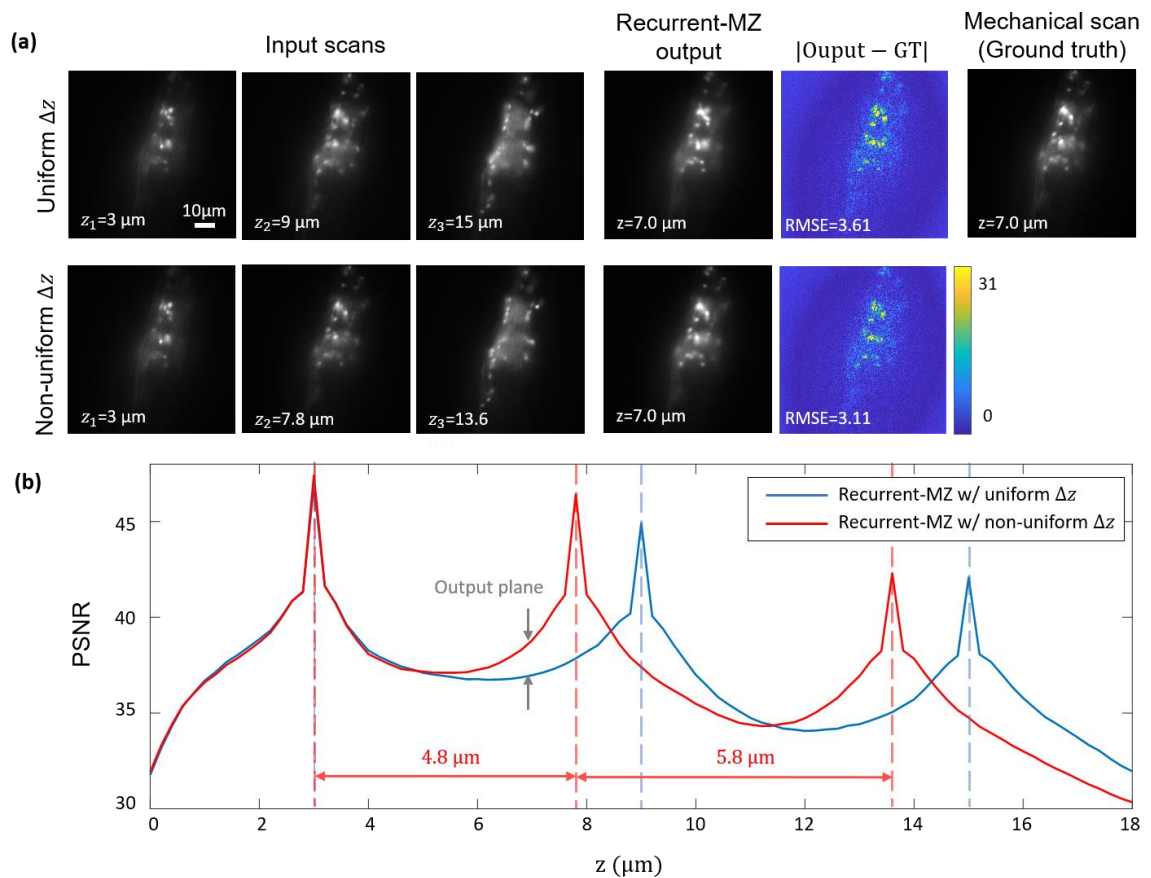 (a)
Input scans
Recurrent-MZ
output
|Ouput − GT|
Mechanical scan
(Ground truth)
Uniform Δz
z₁=3 μm
10μm
z₂=9 μm
z₃=15 μm
z=7.0 μm
RMSE=3.61
z=7.0 μm
Non-uniform Δz
z₁=3 μm
z₂=7.8 μm
z₃=13.6
z=7.0 μm
RMSE=3.11
31
0
(b)
Recurrent-MZ w/ uniform Δz
Recurrent-MZ w/ non-uniform Δz
Output plane
PSNR
45
40
35
30
4.8 μm
5.8 μm
0 2 4 6 8 10 12 14 16 18
z (μm)